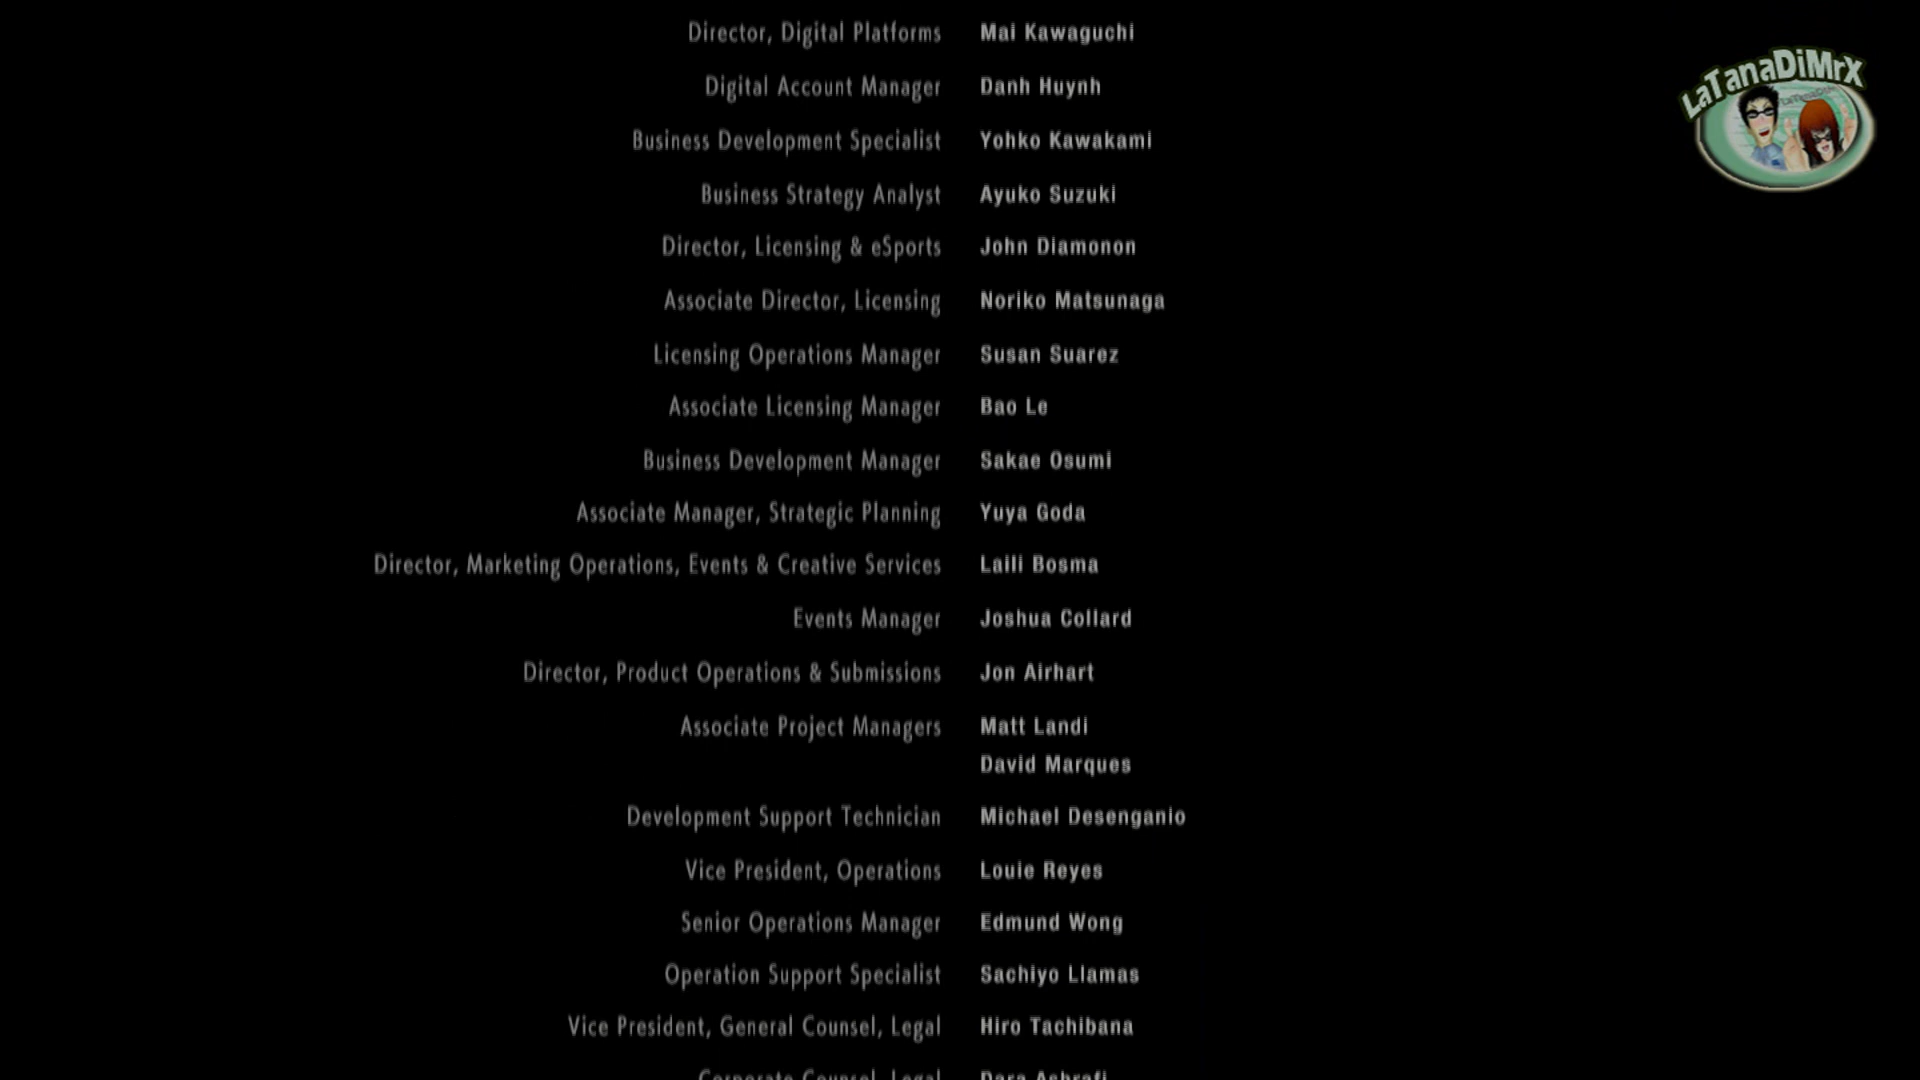 Director, Digital Platforms Mai Kawaguchi
LaTanaDiMrX
Digital Account Manager Danh Huynh
Business Development Specialist Yohko Kawakami
Business Strategy Analyst Ayuko Suzuki
Director, Licensing & eSports John Diamonon
Associate Director, Licensing Noriko Matsunaga
Licensing Operations Manager Susan Suarez
Associate Licensing Manager Bao Le
Business Development Manager Sakae Osumi
Associate Manager, Strategic Planning Yuya Goda
Director, Marketing Operations, Events & Creative Services Laili Bosma
Events Manager Joshua Collard
Director, Product Operations & Submissions Jon Airhart
Associate Project Managers Matt Landi
David Marques
Development Support Technician Michael Desenganio
Vice President, Operations Louie Reyes
Senior Operations Manager Edmund Wong
Operation Support Specialist Sachiyo Llamas
Vice President, General Counsel, Legal Hiro Tachibana
Corporate Counsel, Legal Dara Ashrafi